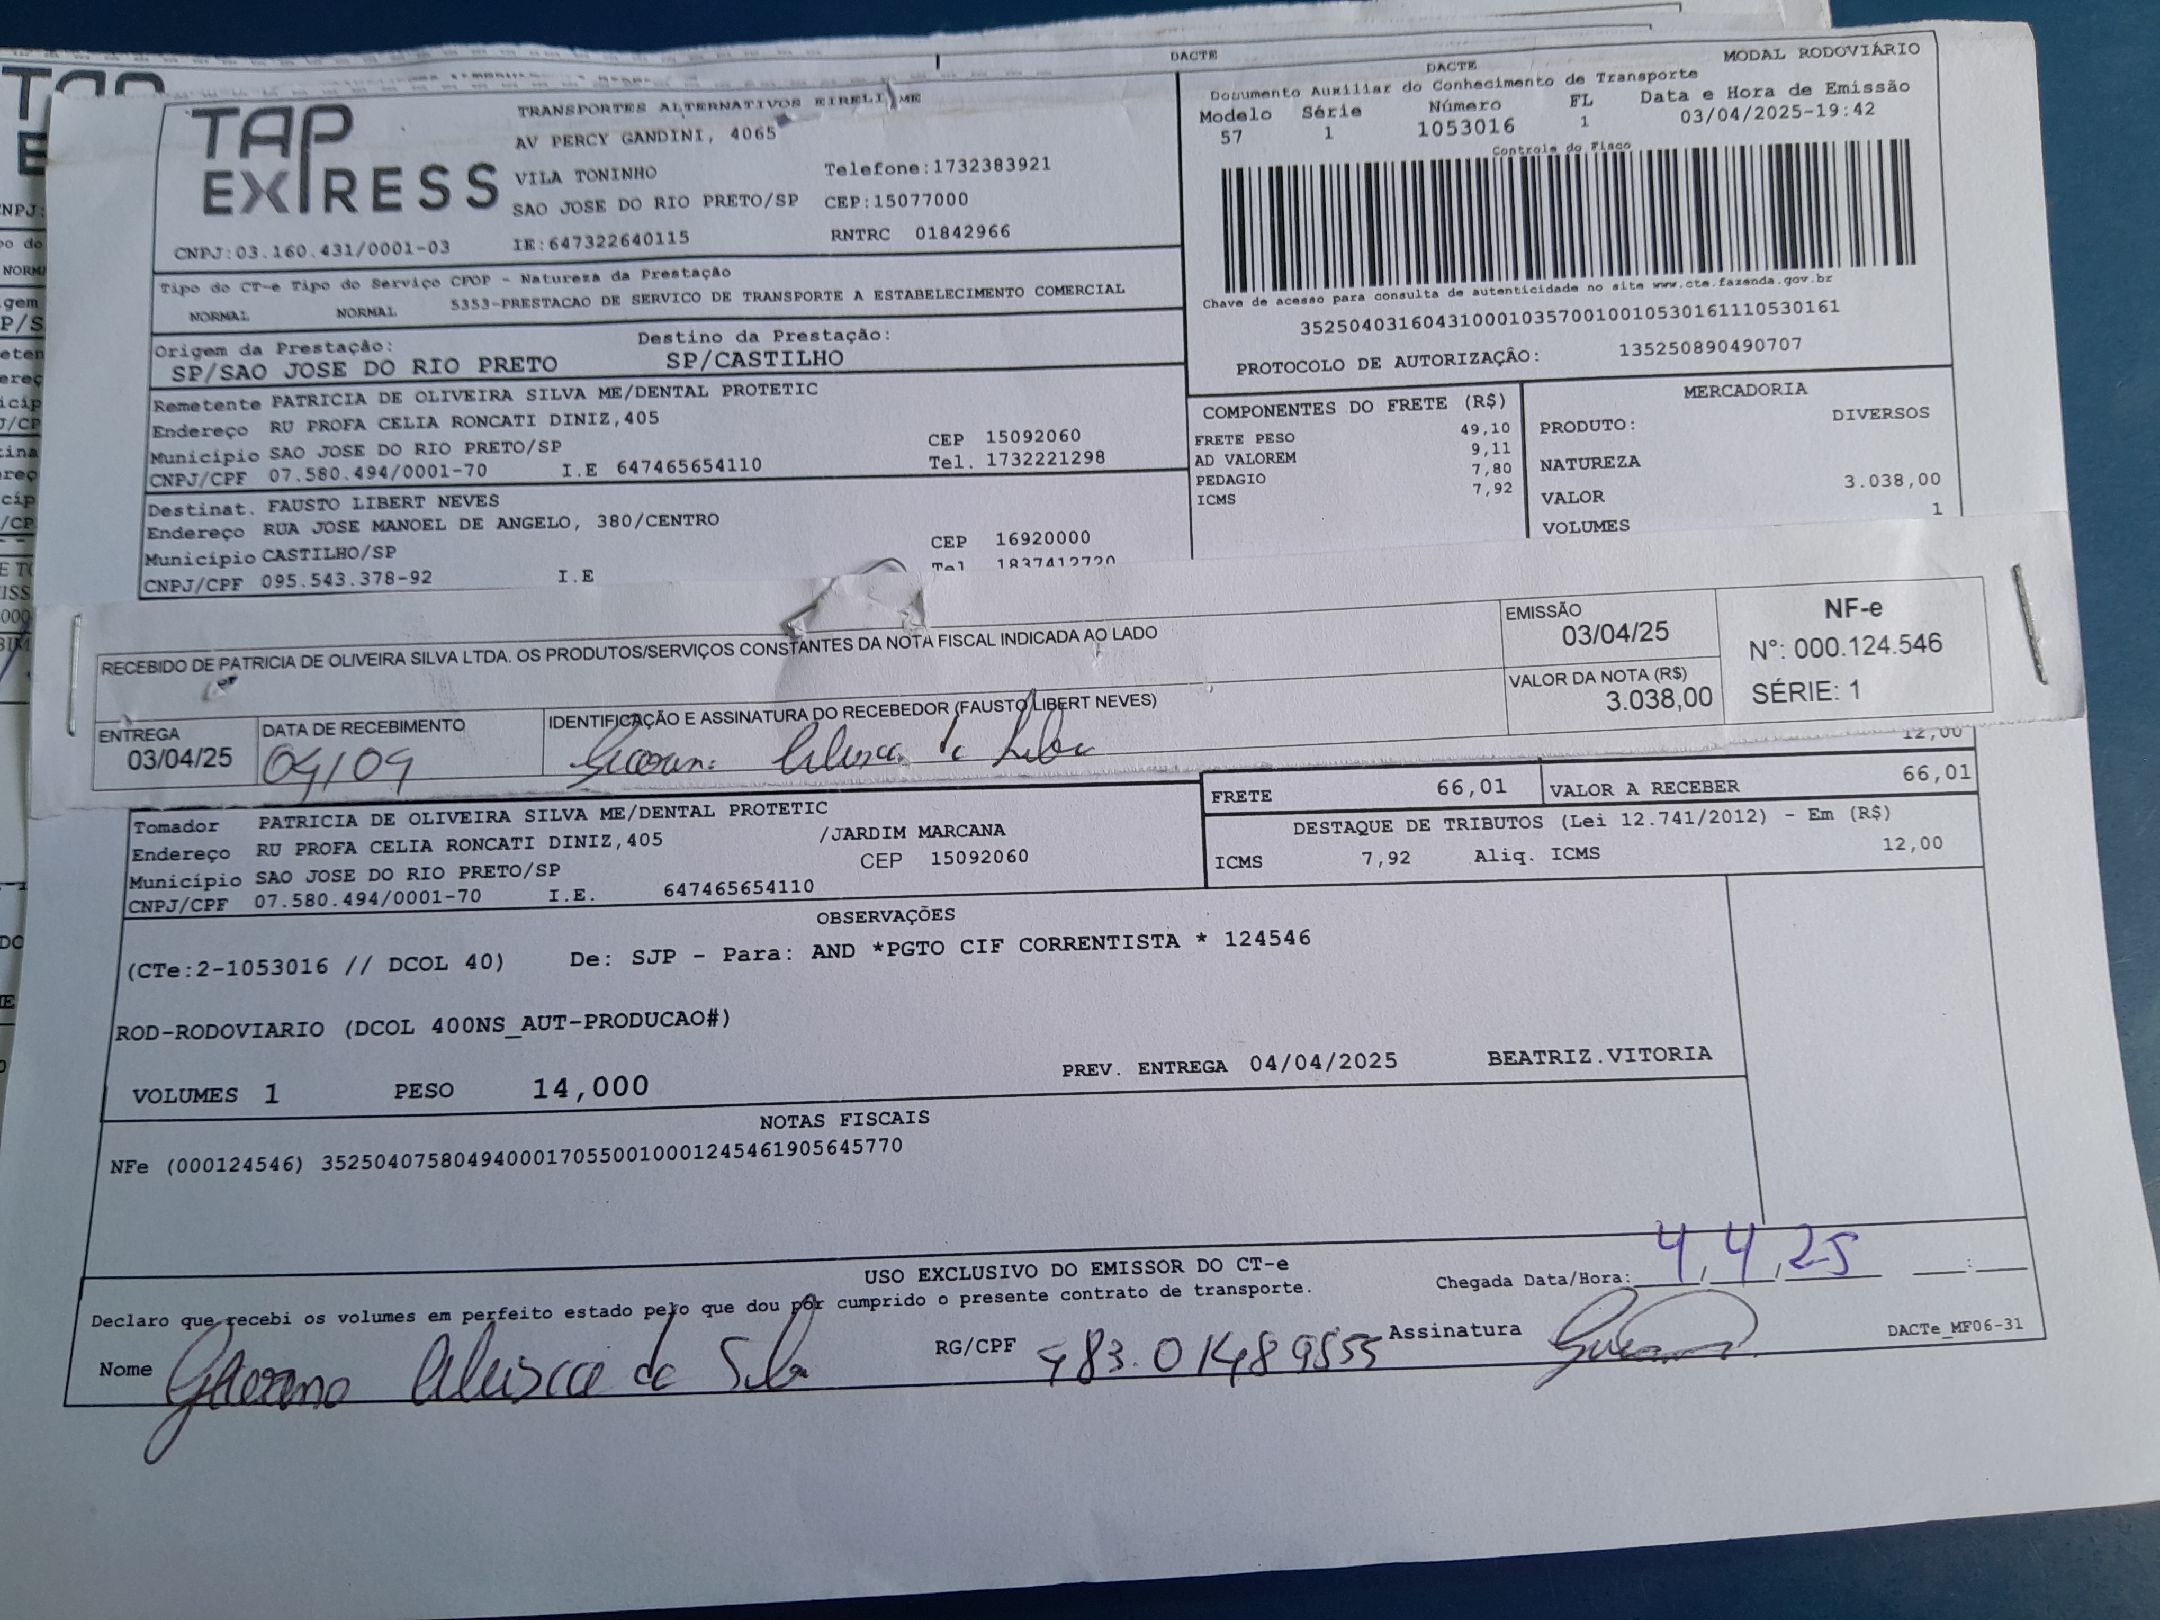 DACTE
TAP EXPRESS
TRANSPORTES ALTERNATIVOS EIRELI ME
AV PERCY GANDINI, 4065
VILA TONINHO Telefone:1732383921
SAO JOSE DO RIO PRETO/SP CEP:15077000
CNPJ:03.160.431/0001-03 IE:647322640115 RNTRC 01842966
DACTE MODAL RODOVIÁRIO
Documento Auxiliar do Conhecimento de Transporte
Modelo Série Número FL Data e Hora de Emissão
57 1 1053016 1 03/04/2025-19:42
Controle do Fisco
Chave de acesso para consulta de autenticidade no site www.cte.fazenda.gov.br
35250403160431000103570010010530161110530161
PROTOCOLO DE AUTORIZAÇÃO: 135250890490707
Tipo do CT-e Tipo do Serviço CFOP - Natureza da Prestação
NORMAL NORMAL 5353-PRESTACAO DE SERVICO DE TRANSPORTE A ESTABELECIMENTO COMERCIAL
Origem da Prestação: Destino da Prestação:
SP/SAO JOSE DO RIO PRETO SP/CASTILHO
Remetente PATRICIA DE OLIVEIRA SILVA ME/DENTAL PROTETIC
Endereço RU PROFA CELIA RONCATI DINIZ,405
Município SAO JOSE DO RIO PRETO/SP CEP 15092060
CNPJ/CPF 07.580.494/0001-70 I.E 647465654110 Tel. 1732221298
Destinat. FAUSTO LIBERT NEVES
Endereço RUA JOSE MANOEL DE ANGELO, 380/CENTRO
Município CASTILHO/SP CEP 16920000
CNPJ/CPF 095.543.378-92 I.E Tel 1837412720
COMPONENTES DO FRETE (R$)
FRETE PESO 49,10
AD VALOREM 9,11
PEDAGIO 7,80
ICMS 7,92
MERCADORIA
PRODUTO: DIVERSOS
NATUREZA
VALOR 3.038,00
VOLUMES 1
RECEBIDO DE PATRICIA DE OLIVEIRA SILVA LTDA. OS PRODUTOS/SERVIÇOS CONSTANTES DA NOTA FISCAL INDICADA AO LADO
EMISSÃO
03/04/25
VALOR DA NOTA (R$)
3.038,00
NF-e
N°: 000.124.546
SÉRIE: 1
ENTREGA
03/04/25
DATA DE RECEBIMENTO
04/04
IDENTIFICAÇÃO E ASSINATURA DO RECEBEDOR (FAUSTO LIBERT NEVES)
12,00
FRETE 66,01 VALOR A RECEBER 66,01
DESTAQUE DE TRIBUTOS (Lei 12.741/2012) - Em (R$)
ICMS 7,92 Aliq. ICMS 12,00
Tomador PATRICIA DE OLIVEIRA SILVA ME/DENTAL PROTETIC
Endereço RU PROFA CELIA RONCATI DINIZ,405 /JARDIM MARCANA
Município SAO JOSE DO RIO PRETO/SP CEP 15092060
CNPJ/CPF 07.580.494/0001-70 I.E. 647465654110
OBSERVAÇÕES
(CTe:2-1053016 // DCOL 40) De: SJP - Para: AND *PGTO CIF CORRENTISTA * 124546
ROD-RODOVIARIO (DCOL 400NS_AUT-PRODUCAO#)
VOLUMES 1 PESO 14,000 PREV. ENTREGA 04/04/2025 BEATRIZ.VITORIA
NOTAS FISCAIS
NFe (000124546) 35250407580494000170550010001245461905645770
USO EXCLUSIVO DO EMISSOR DO CT-e
Declaro que recebi os volumes em perfeito estado pelo que dou por cumprido o presente contrato de transporte.
Chegada Data/Hora: 4/4/25 :
Nome da Silva RG/CPF Assinatura
DACTe_MF06-31